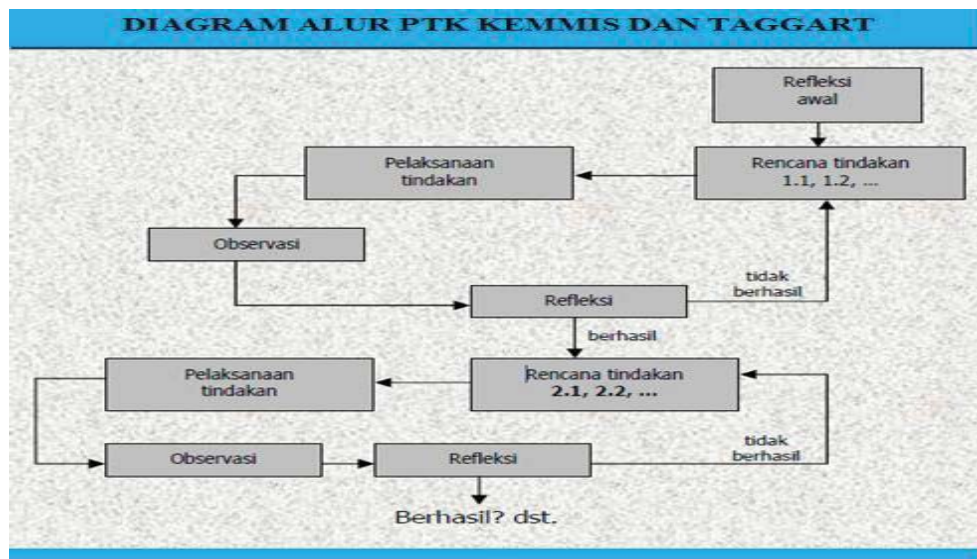 DIAGRAM ALUR PTK KEMMIS DAN TAGGART
Refleksi
awal
Rencana tindakan
1.1, 1.2, ...
Pelaksanaan
tindakan
Observasi
Refleksi
tidak
berhasil
berhasil
Rencana tindakan
2.1, 2.2, ...
Pelaksanaan
tindakan
Observasi
Refleksi
tidak
berhasil
Berhasil? dst.